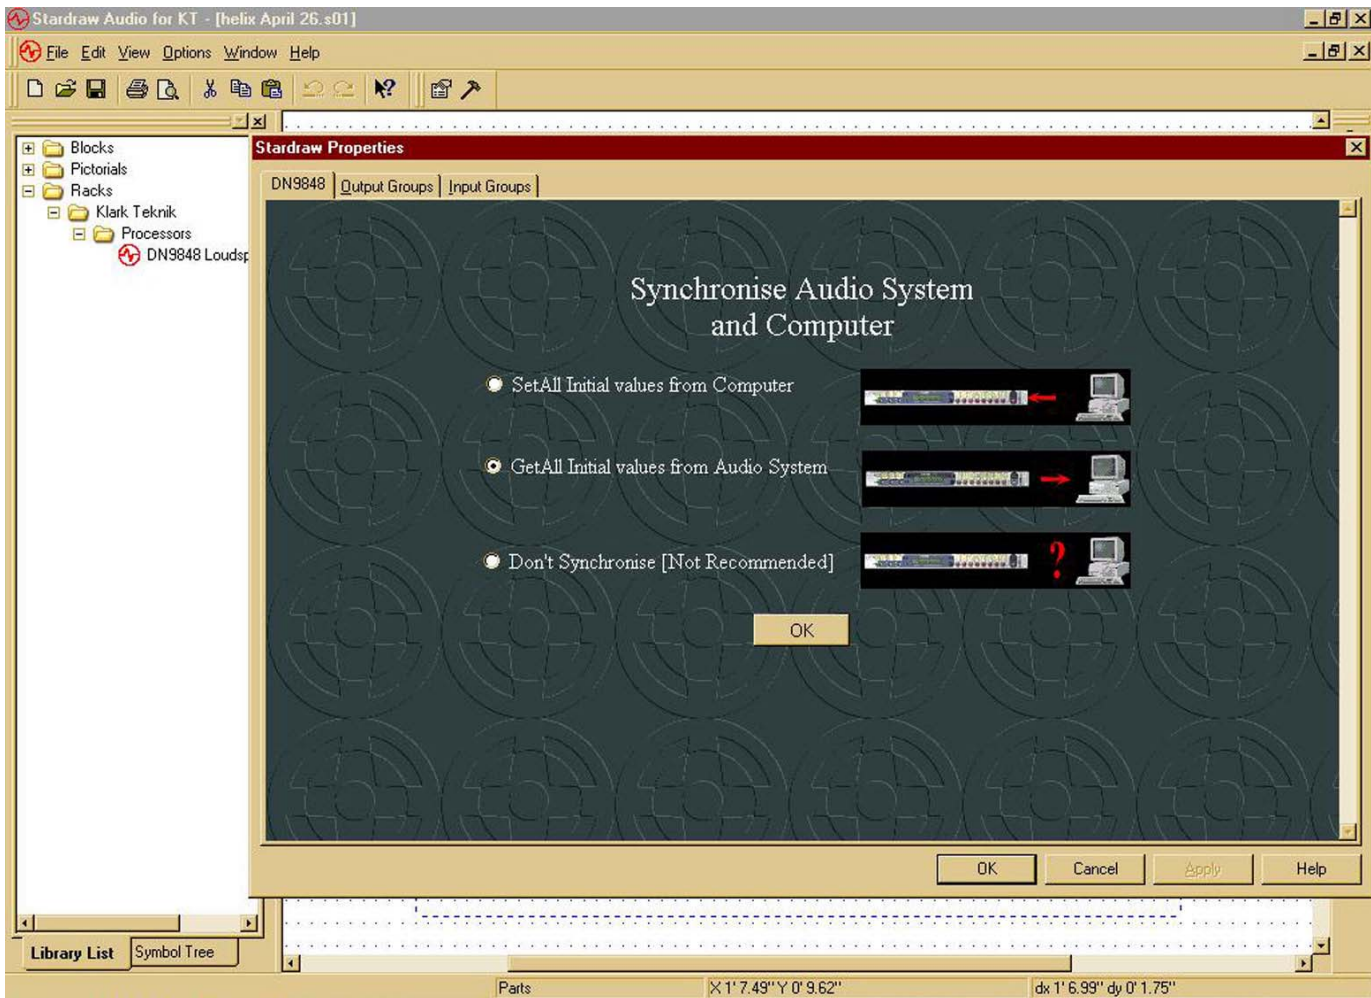 Stardraw Audio for KT - [helix April 26.s01]
File Edit View Options Window Help
Blocks
Pictorials
Racks
Klark Teknik
Processors
DN9848 Loudsp
Stardraw Properties
DN9848 Output Groups Input Groups
Synchronise Audio System
and Computer
SetAll Initial values from Computer
GetAll Initial values from Audio System
?
Don't Synchronise [Not Recommended]
OK
OK Cancel Apply Help
Library List Symbol Tree
Parts X 1' 7.49" Y 0' 9.62" dx 1' 6.99" dy 0' 1.75"